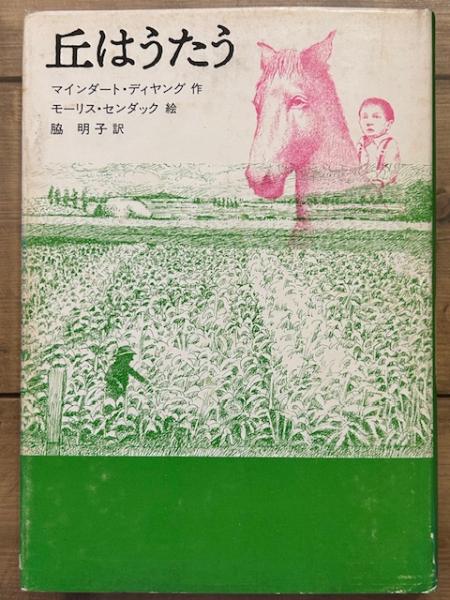 丘はうたう
マインダート・ディヤング 作
モーリス・センダック 絵
脇 明子 訳